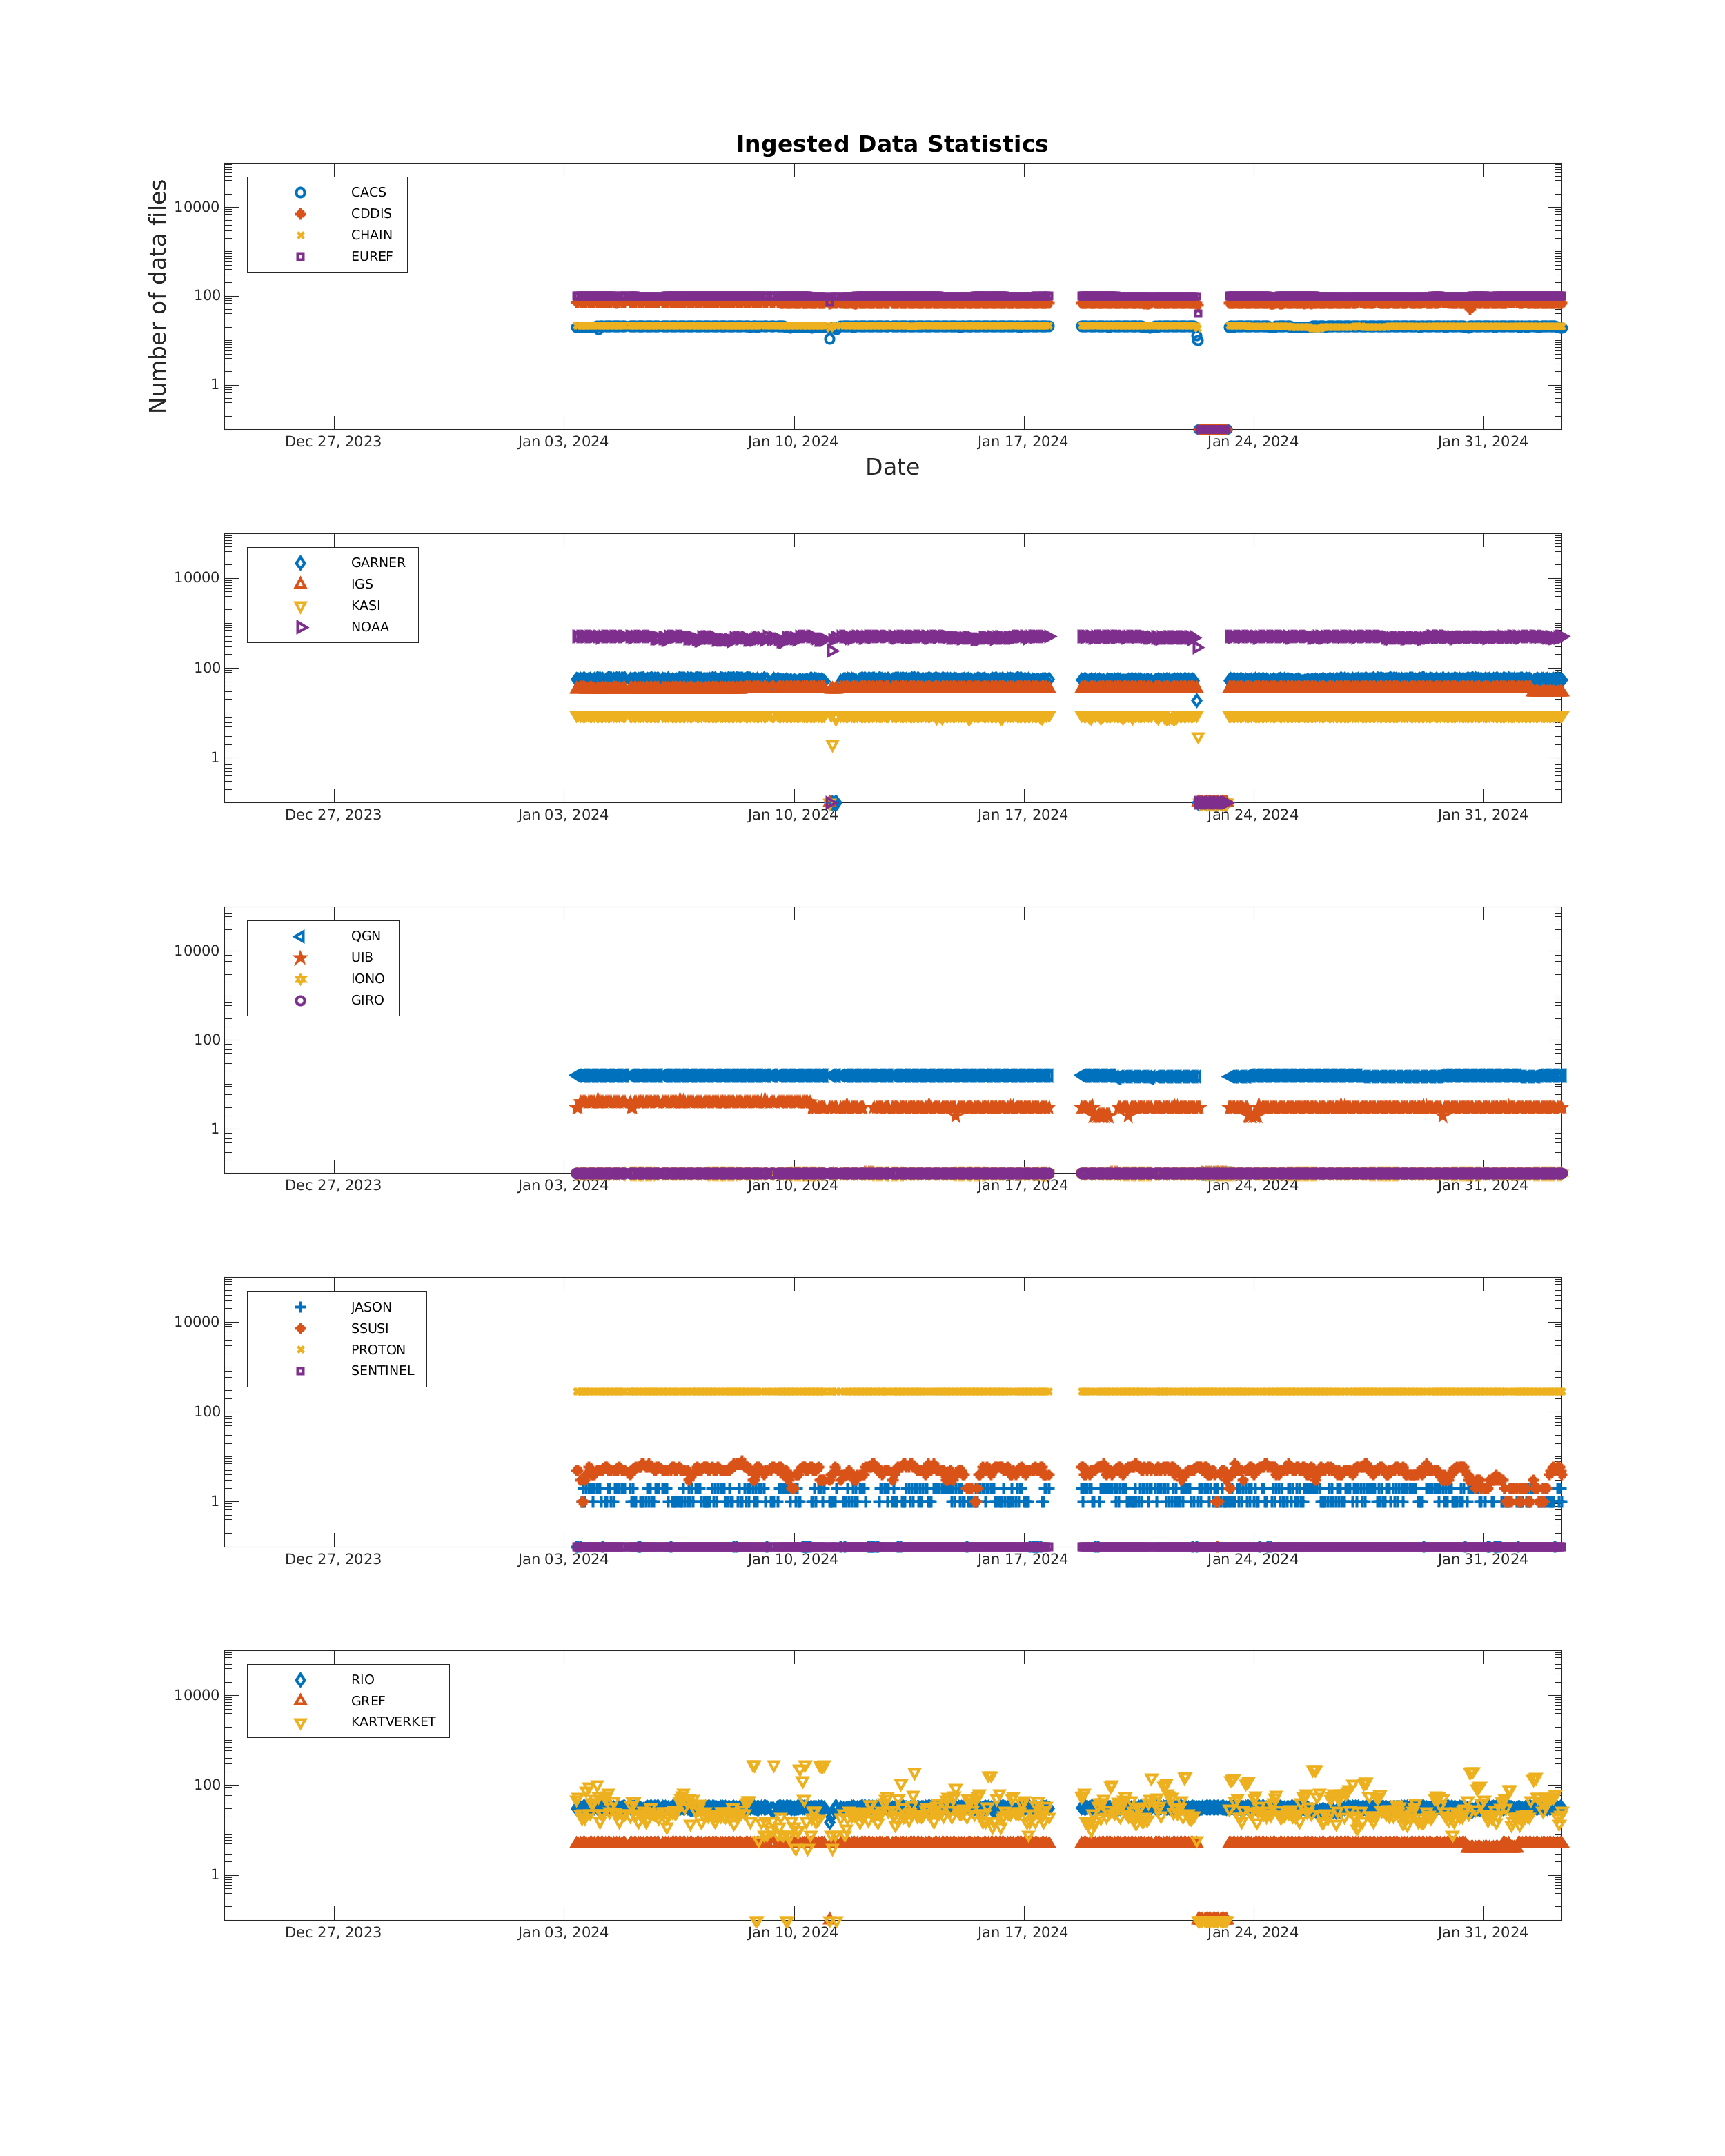 Ingested Data Statistics
Number of data files
10000
100
1
CACS
CDDIS
CHAIN
EUREF
Dec 27, 2023 Jan 03, 2024 Jan 10, 2024 Jan 17, 2024 Jan 24, 2024 Jan 31, 2024
Date
10000
100
1
GARNER
IGS
KASI
NOAA
Dec 27, 2023 Jan 03, 2024 Jan 10, 2024 Jan 17, 2024 Jan 24, 2024 Jan 31, 2024
10000
100
1
QGN
UIB
IONO
GIRO
Dec 27, 2023 Jan 03, 2024 Jan 10, 2024 Jan 17, 2024 Jan 24, 2024 Jan 31, 2024
10000
100
1
JASON
SSUSI
PROTON
SENTINEL
Dec 27, 2023 Jan 03, 2024 Jan 10, 2024 Jan 17, 2024 Jan 24, 2024 Jan 31, 2024
10000
100
1
RIO
GREF
KARTVERKET
Dec 27, 2023 Jan 03, 2024 Jan 10, 2024 Jan 17, 2024 Jan 24, 2024 Jan 31, 2024